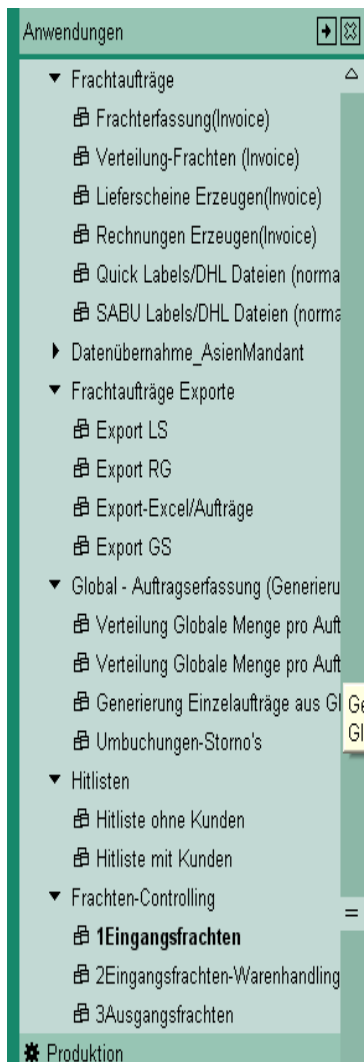 Anwendungen
Frachtaufträge
Frachterfassung(Invoice)
Verteilung-Frachten (Invoice)
Lieferscheine Erzeugen(Invoice)
Rechnungen Erzeugen(Invoice)
Quick Labels/DHL Dateien (norma
SABU Labels/DHL Dateien (norma
Datenübernahme_AsienMandant
Frachtaufträge Exporte
Export LS
Export RG
Export-Excel/Aufträge
Export GS
Global - Auftragserfassung (Generieru
Verteilung Globale Menge pro Auft
Verteilung Globale Menge pro Auft
Generierung Einzelaufträge aus Gl
Ge
Gl
Umbuchungen-Storno's
Hitlisten
Hitliste ohne Kunden
Hitliste mit Kunden
Frachten-Controlling
1Eingangsfrachten
2Eingangsfrachten-Warenhandling
3Ausgangsfrachten
Produktion